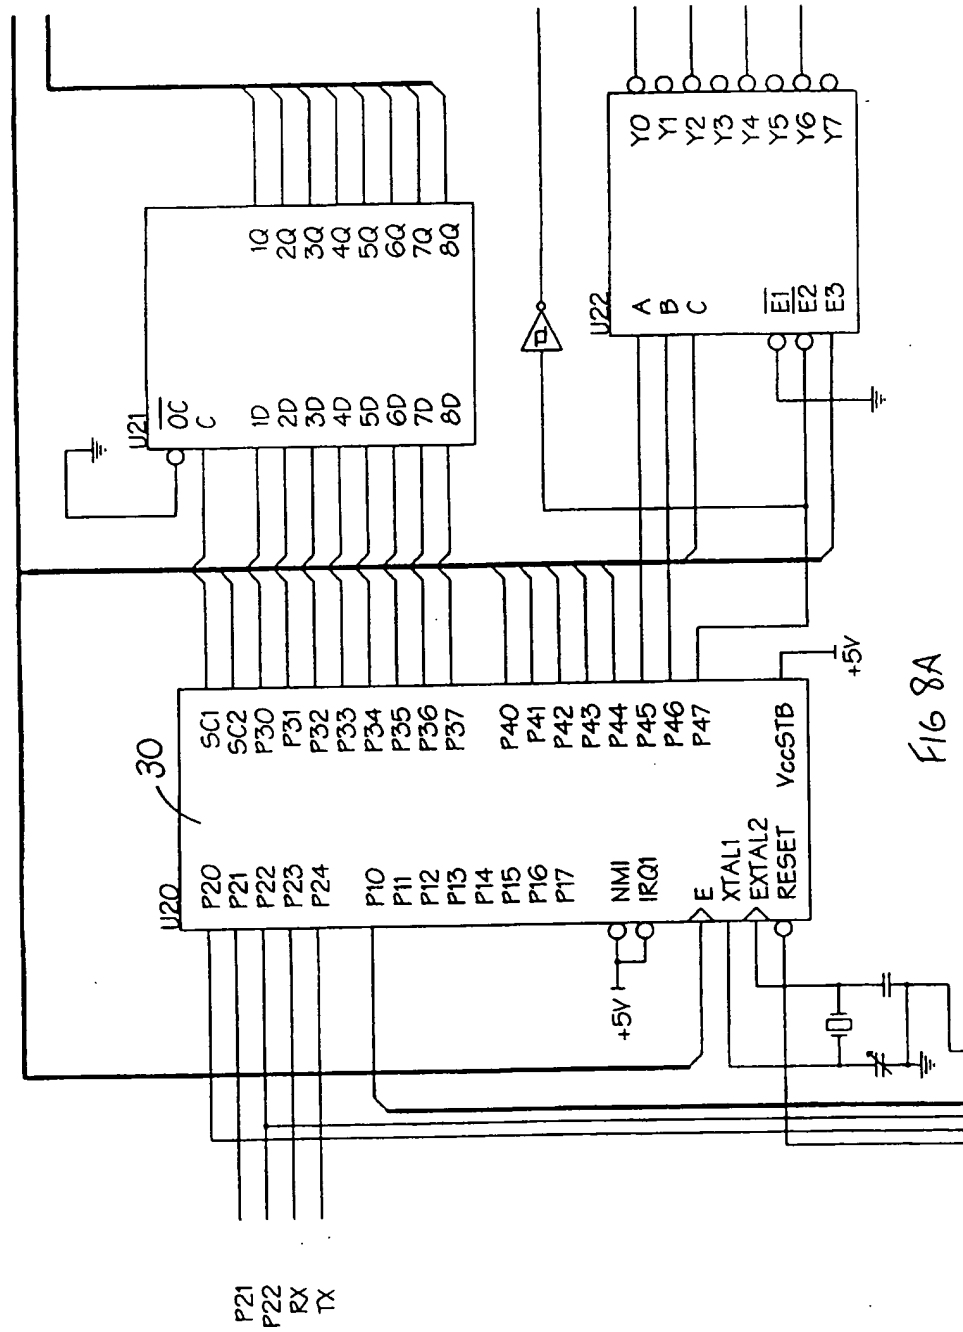 P21
P22
RX
TX
U20
30
P20
P21
P22
P23
P24
P10
P11
P12
P13
P14
P15
P16
P17
NMI
IRQ1
E
XTAL1
EXTAL2
RESET
+5V
SC1
SC2
P30
P31
P32
P33
P34
P35
P36
P37
P40
P41
P42
P43
P44
P45
P46
P47
VccSTB
+5V
U21
OC
C
1D
2D
3D
4D
5D
6D
7D
8D
1Q
2Q
3Q
4Q
5Q
6Q
7Q
8Q
U22
A
B
C
E1
E2
E3
Y0
Y1
Y2
Y3
Y4
Y5
Y6
Y7
FIG 8A